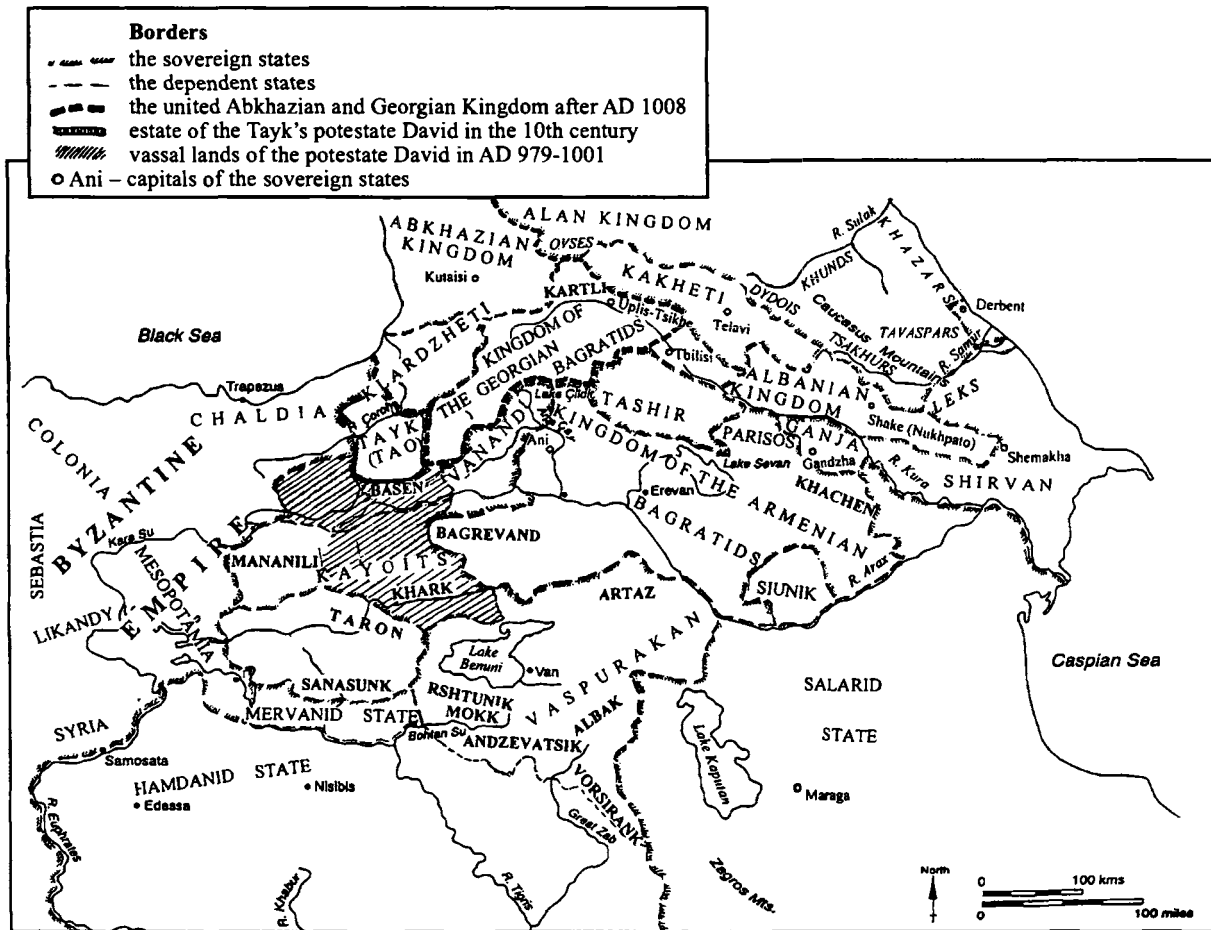 Borders
the sovereign states
the dependent states
the united Abkhazian and Georgian Kingdom after AD 1008
estate of the Tayk's potestate David in the 10th century
vassal lands of the potestate David in AD 979-1001
Ani – capitals of the sovereign states
ALAN KINGDOM
ABKHAZIAN
KINGDOM
OVSES
R. Sulak
KHAZARS
KHUNDS
Kutaisi
KAKHETI
DYDOIS
KARTLI
Uplis-Tsikhe
Telavi
Derbent
Caucasus Mountains
TAVASPARS
Black Sea
KLARDZHETI
KINGDOM OF
THE GEORGIAN
BAGRATIDS
Tbilisi
TSAKHURS
R. Samur
Trapezus
CHALDIA
ALBANIAN
KINGDOM
LEKS
Lake Çildir
TASHIR
TAYK
(TAO)
VANAND
Ani
KINGDOM OF THE ARMENIAN
BAGRATIDS
PARISOS
GANJA
Gandzha
Shake (Nukhpato)
Shemakha
COLONIA
BYZANTINE
EMPIRE
BASEN
Lake Sevan
R. Kura
SHIRVAN
Erevan
KHACHEN
SEBASTIA
Kara Su
MESOPOTAMIA
MANANILI
KAYOITS
BAGREVAND
KHARK
ARTAZ
SIUNIK
R. Arax
LIKANDY
TARON
Lake
Benuni
Van
VASPURAKAN
Caspian Sea
SANASUNK
RSHTUNIK
MOKK
SALARID
STATE
SYRIA
MERVANID STATE
Bohtan Su
ANDZEVATSIK
ALBAK
Lake Kaputan
Samosata
HAMDANID STATE
Edessa
Nisibis
VORSIRANK
Maraga
R. Euphrates
Great Zab
R. Khabur
R. Tigris
Zagros Mts.
North
0 100 kms
0 100 miles